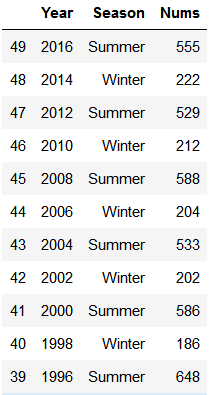 Year Season Nums
49 2016 Summer 555
48 2014 Winter 222
47 2012 Summer 529
46 2010 Winter 212
45 2008 Summer 588
44 2006 Winter 204
43 2004 Summer 533
42 2002 Winter 202
41 2000 Summer 586
40 1998 Winter 186
39 1996 Summer 648